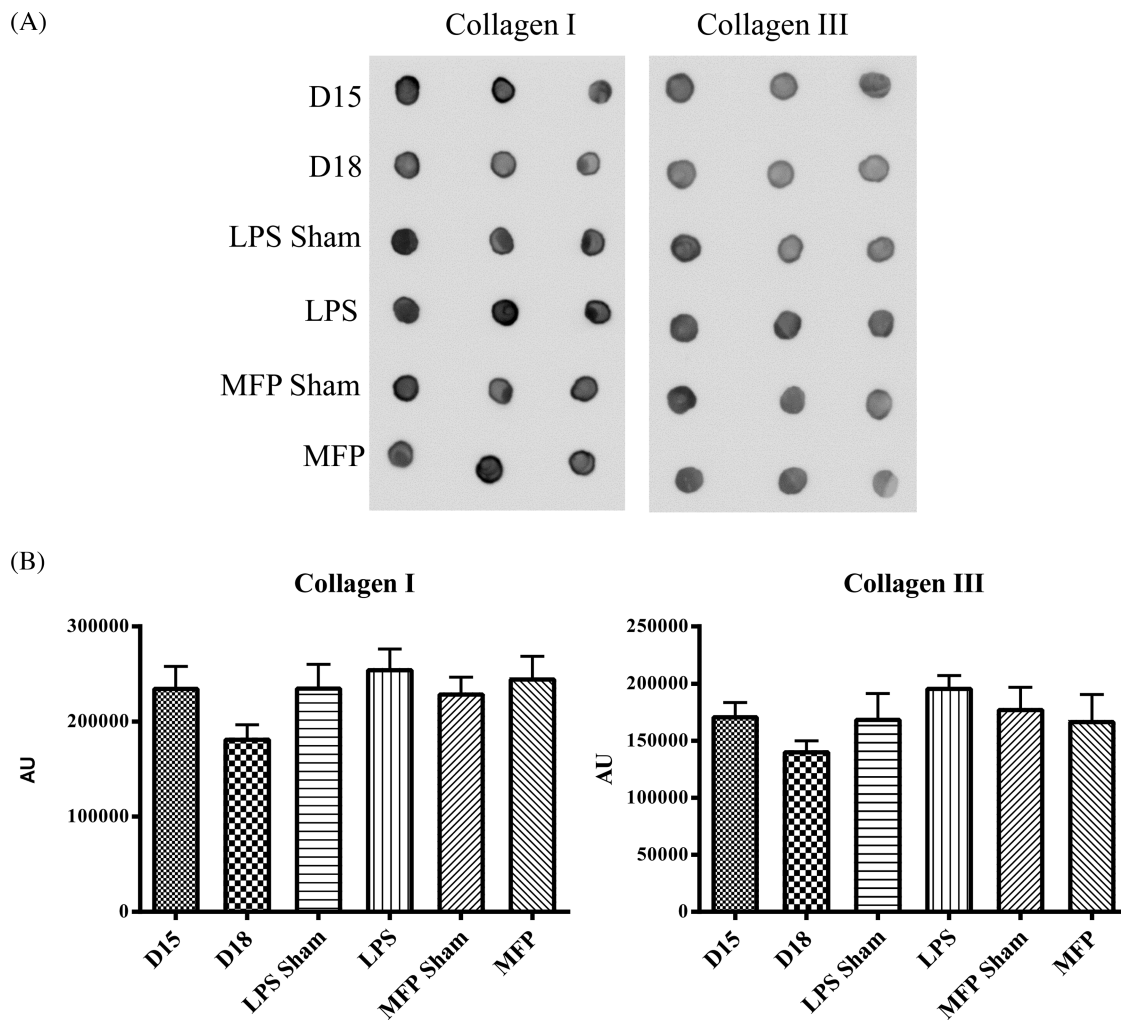 (A)
Collagen I
Collagen III
D15
D18
LPS Sham
LPS
MFP Sham
MFP
(B)
Collagen I
300000
200000
100000
0
AU
D15
D18
LPS Sham
LPS
MFP Sham
MFP
Collagen III
250000
200000
150000
100000
50000
0
AU
D15
D18
LPS Sham
LPS
MFP Sham
MFP